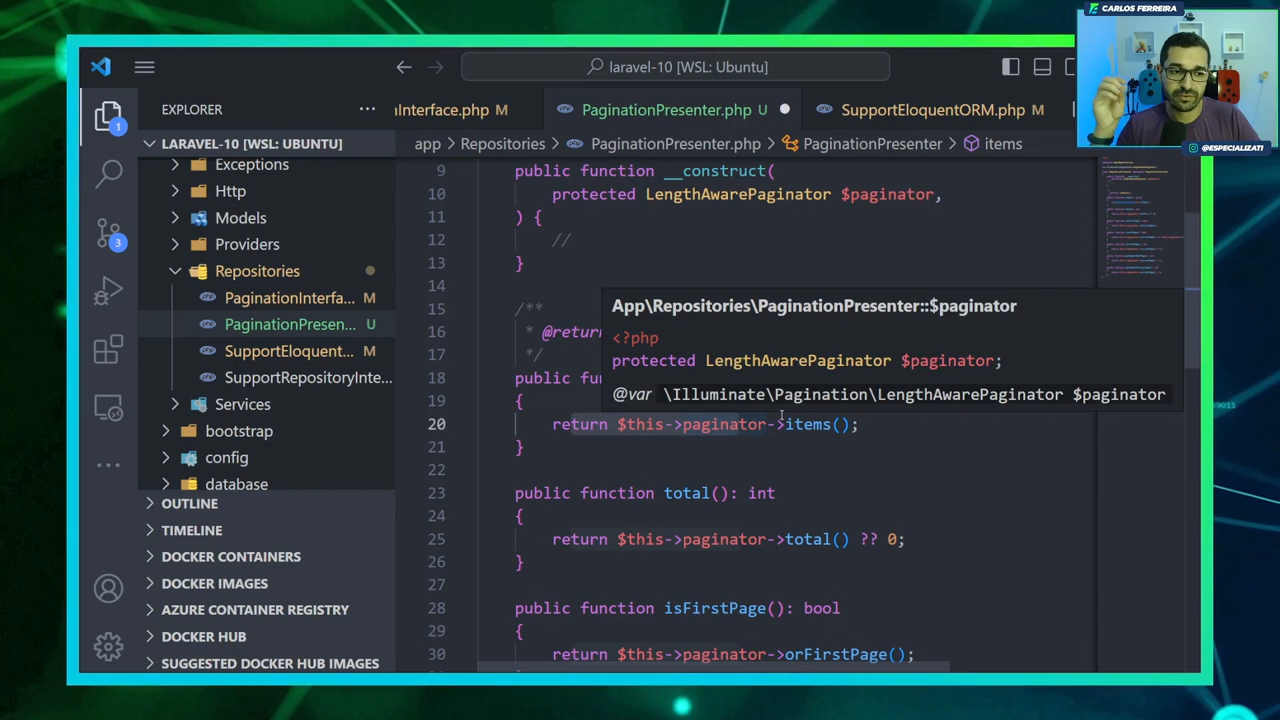 CARLOS FERREIRA
@ESPECIALIZATI
laravel-10 [WSL: Ubuntu]
EXPLORER
nInterface.php M
PaginationPresenter.php U
SupportEloquentORM.php M
LARAVEL-10 [WSL: UBUNTU]
app > Repositories > PaginationPresenter.php > PaginationPresenter > items
1
3
Exceptions
Http
Models
Providers
Repositories
PaginationInterfa... M
PaginationPresen... U
SupportEloquent... M
SupportRepositoryInte...
Services
bootstrap
config
database
OUTLINE
TIMELINE
DOCKER CONTAINERS
DOCKER IMAGES
AZURE CONTAINER REGISTRY
DOCKER HUB
SUGGESTED DOCKER HUB IMAGES
9 public function __construct(
10 protected LengthAwarePaginator $paginator,
11 ) {
12 //
13 }
14
15 /**
16 * @return
17 */
18 public fu
19 {
20 return $this->paginator->items();
21 }
22
23 public function total(): int
24 {
25 return $this->paginator->total() ?? 0;
26 }
27
28 public function isFirstPage(): bool
29 {
30 return $this->paginator->orFirstPage();
App\Repositories\PaginationPresenter::$paginator
<?php
protected LengthAwarePaginator $paginator;
@var \Illuminate\Pagination\LengthAwarePaginator $paginator